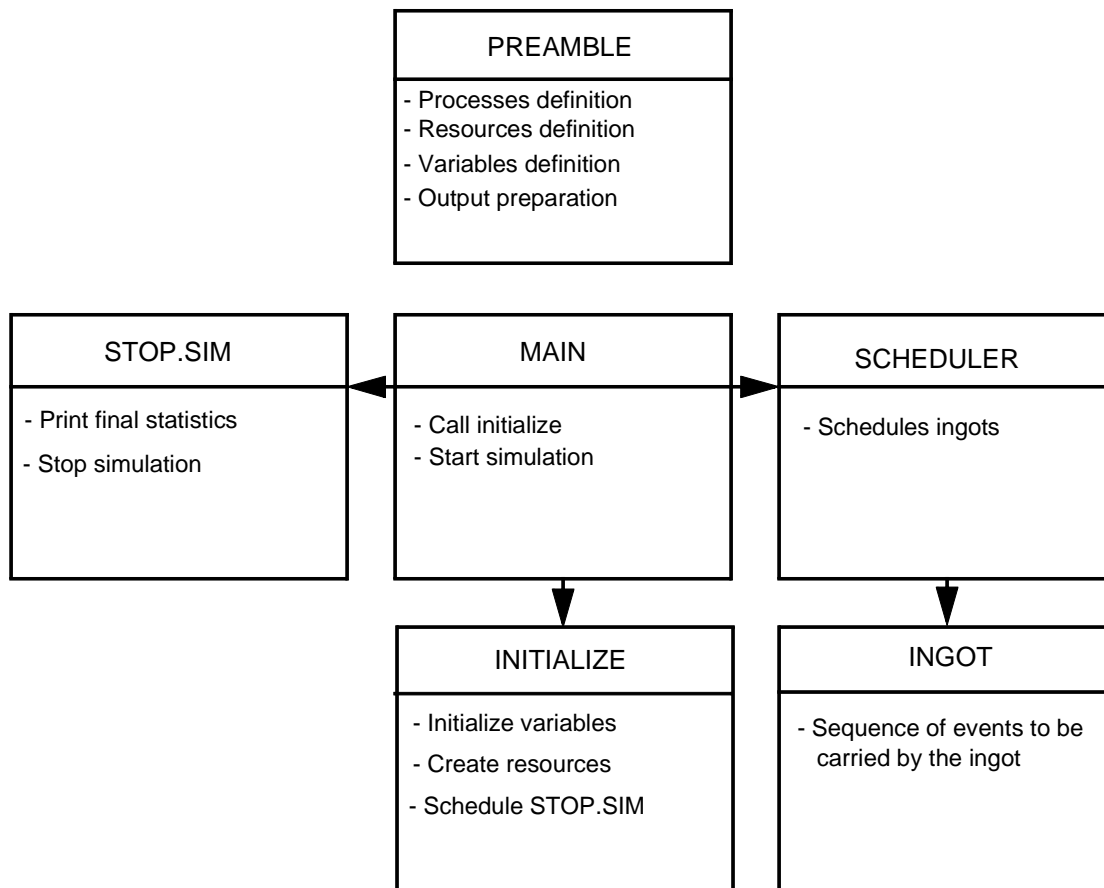 PREAMBLE
- Processes definition
- Resources definition
- Variables definition
- Output preparation
STOP.SIM
- Print final statistics
- Stop simulation
MAIN
- Call initialize
- Start simulation
SCHEDULER
- Schedules ingots
INITIALIZE
- Initialize variables
- Create resources
- Schedule STOP.SIM
INGOT
- Sequence of events to be
carried by the ingot